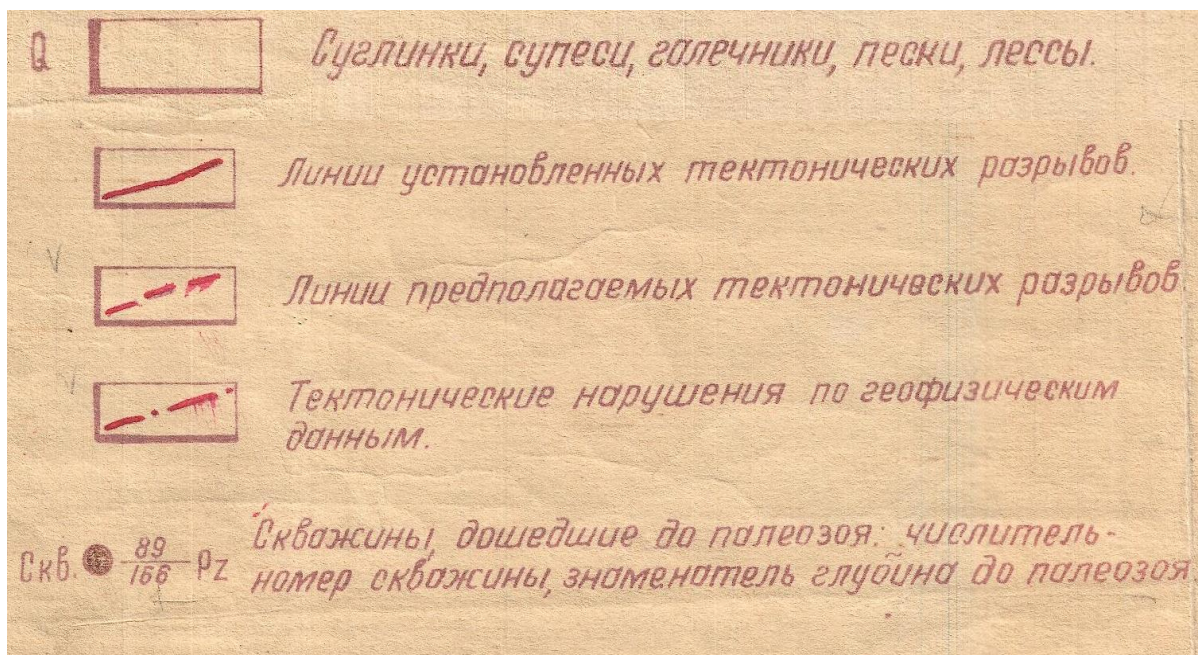 Q Суглинки, супеси, галечники, пески, лессы.
Линии установленных тектонических разрывов.
Линии предполагаемых тектонических разрывов
Тектонические нарушения по геофизическим
данным.
Скв. 89/166 Pz Скважины, дошедшие до палеозоя: числитель-
номер скважины, знаменатель глубина до палеозоя